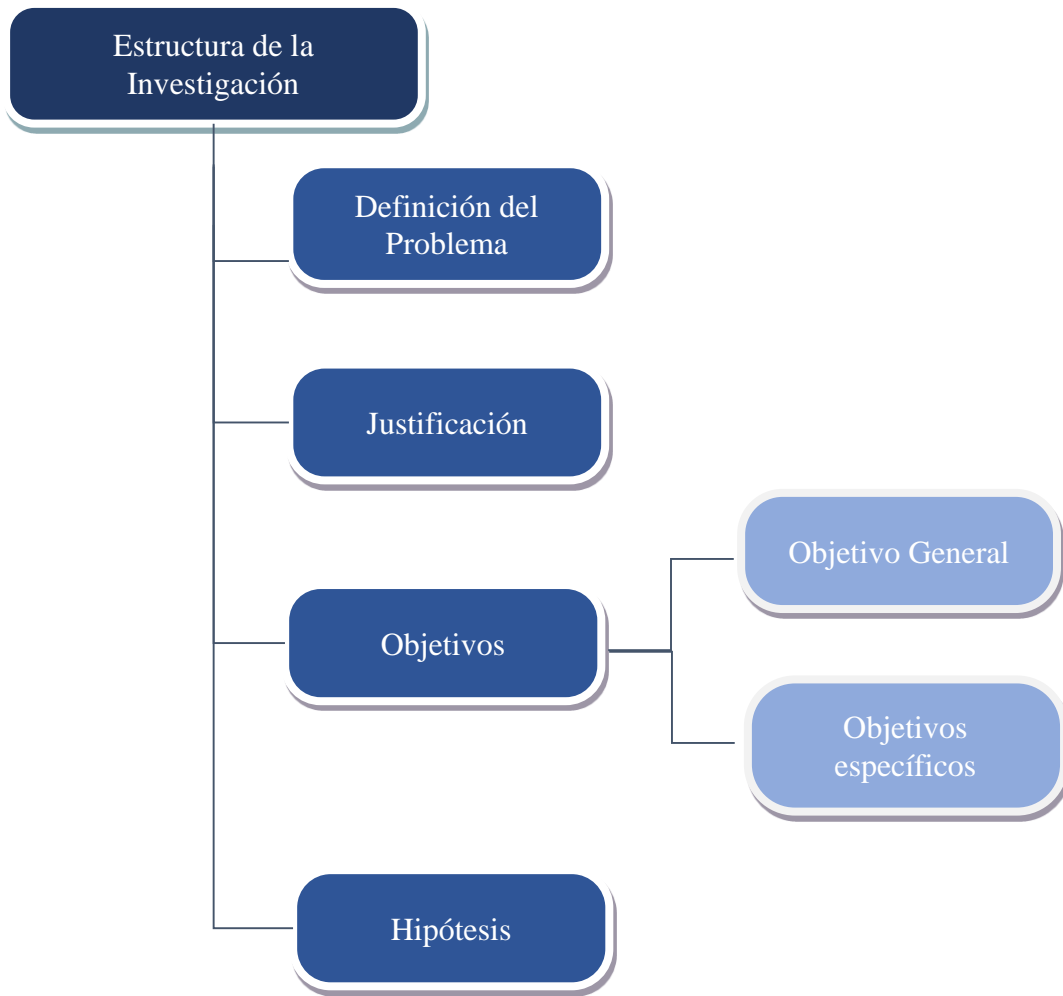 Estructura de la
Investigación
Definición del
Problema
Justificación
Objetivos
Objetivo General
Objetivos
específicos
Hipótesis